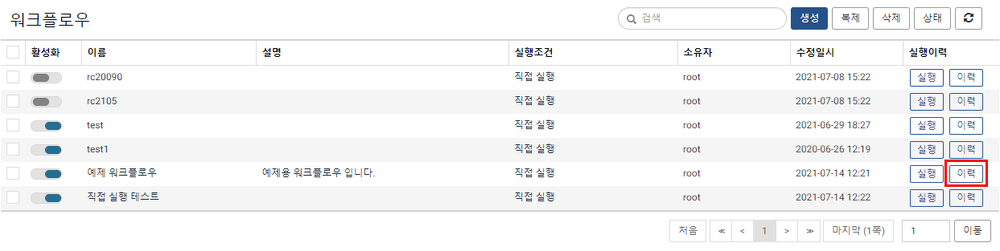 워크플로우 검색 생성 복제 삭제 상태
활성화 이름 설명 실행조건 소유자 수정일시 실행이력
rc20090 직접 실행 root 2021-07-08 15:22 실행 이력
rc2105 직접 실행 root 2021-07-08 15:22 실행 이력
test 직접 실행 root 2021-06-29 18:27 실행 이력
test1 직접 실행 root 2020-06-26 12:19 실행 이력
예제 워크플로우 예제용 워크플로우 입니다. 직접 실행 root 2021-07-14 12:21 실행 이력
직접 실행 테스트 직접 실행 root 2021-07-14 12:22 실행 이력
처음 ≪ < 1 > ≫ 마지막 (1쪽) 1 이동